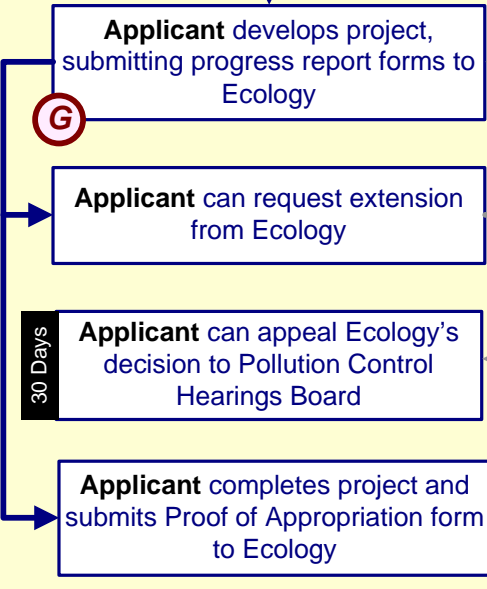 Applicant develops project,
submitting progress report forms to
Ecology
G
Applicant can request extension
from Ecology
30 Days
Applicant can appeal Ecology's
decision to Pollution Control
Hearings Board
Applicant completes project and
submits Proof of Appropriation form
to Ecology